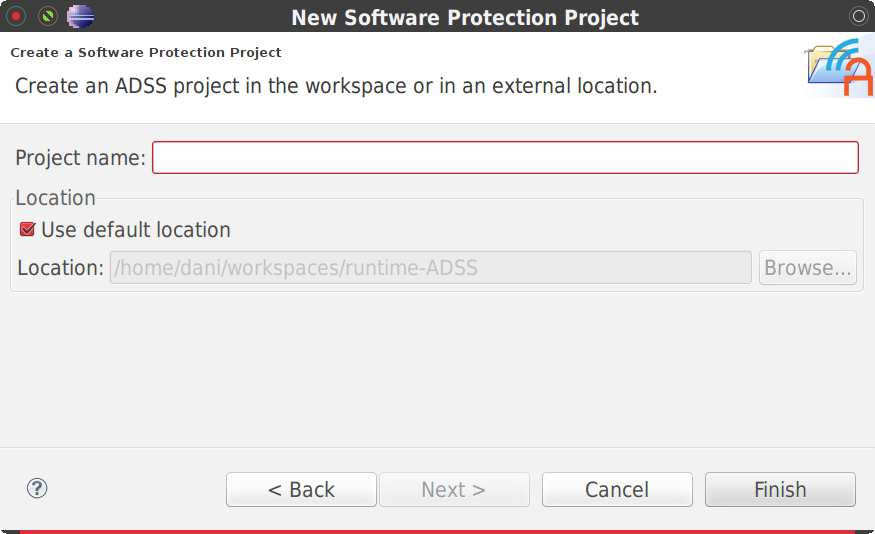 New Software Protection Project
Create a Software Protection Project
Create an ADSS project in the workspace or in an external location.
Project name:
Location
Use default location
Location: /home/dani/workspaces/runtime-ADSS Browse...
? < Back Next > Cancel Finish